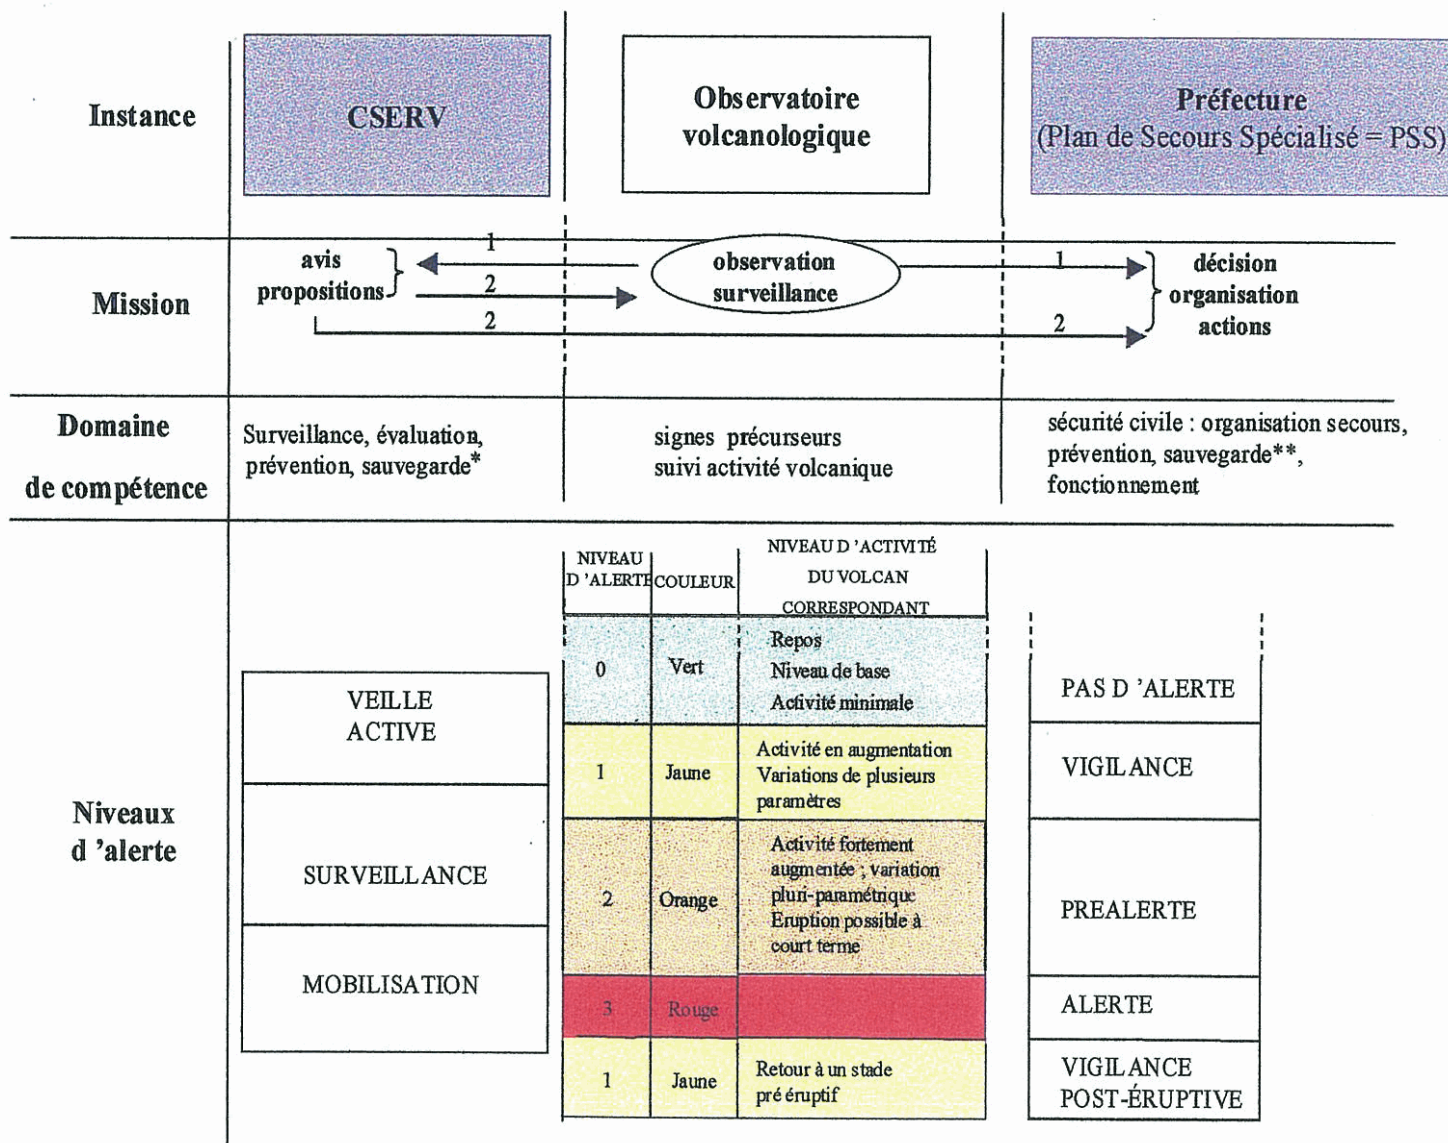 Instance
CSERV
Observatoire
volcanologique
Préfecture
(Plan de Secours Spécialisé = PSS)
Mission
avis
propositions
1
2
2
observation
surveillance
1
2
décision
organisation
actions
Domaine
de compétence
Surveillance, évaluation,
prévention, sauvegarde*
signes précurseurs
suivi activité volcanique
sécurité civile : organisation secours,
prévention, sauvegarde**,
fonctionnement
Niveaux
d 'alerte
VEILLE
ACTIVE
SURVEILLANCE
MOBILISATION
NIVEAU
D 'ALERTE
COULEUR
NIVEAU D 'ACTIVITÉ
DU VOLCAN
CORRESPONDANT
0
Vert
Repos
Niveau de base
Activité minimale
1
Jaune
Activité en augmentation
Variations de plusieurs
paramètres
2
Orange
Activité fortement
augmentée ; variation
pluri-paramétrique
Eruption possible à
court terme
3
Rouge
1
Jaune
Retour à un stade
pré éruptif
PAS D 'ALERTE
VIGILANCE
PREALERTE
ALERTE
VIGILANCE
POST-ÉRUPTIVE